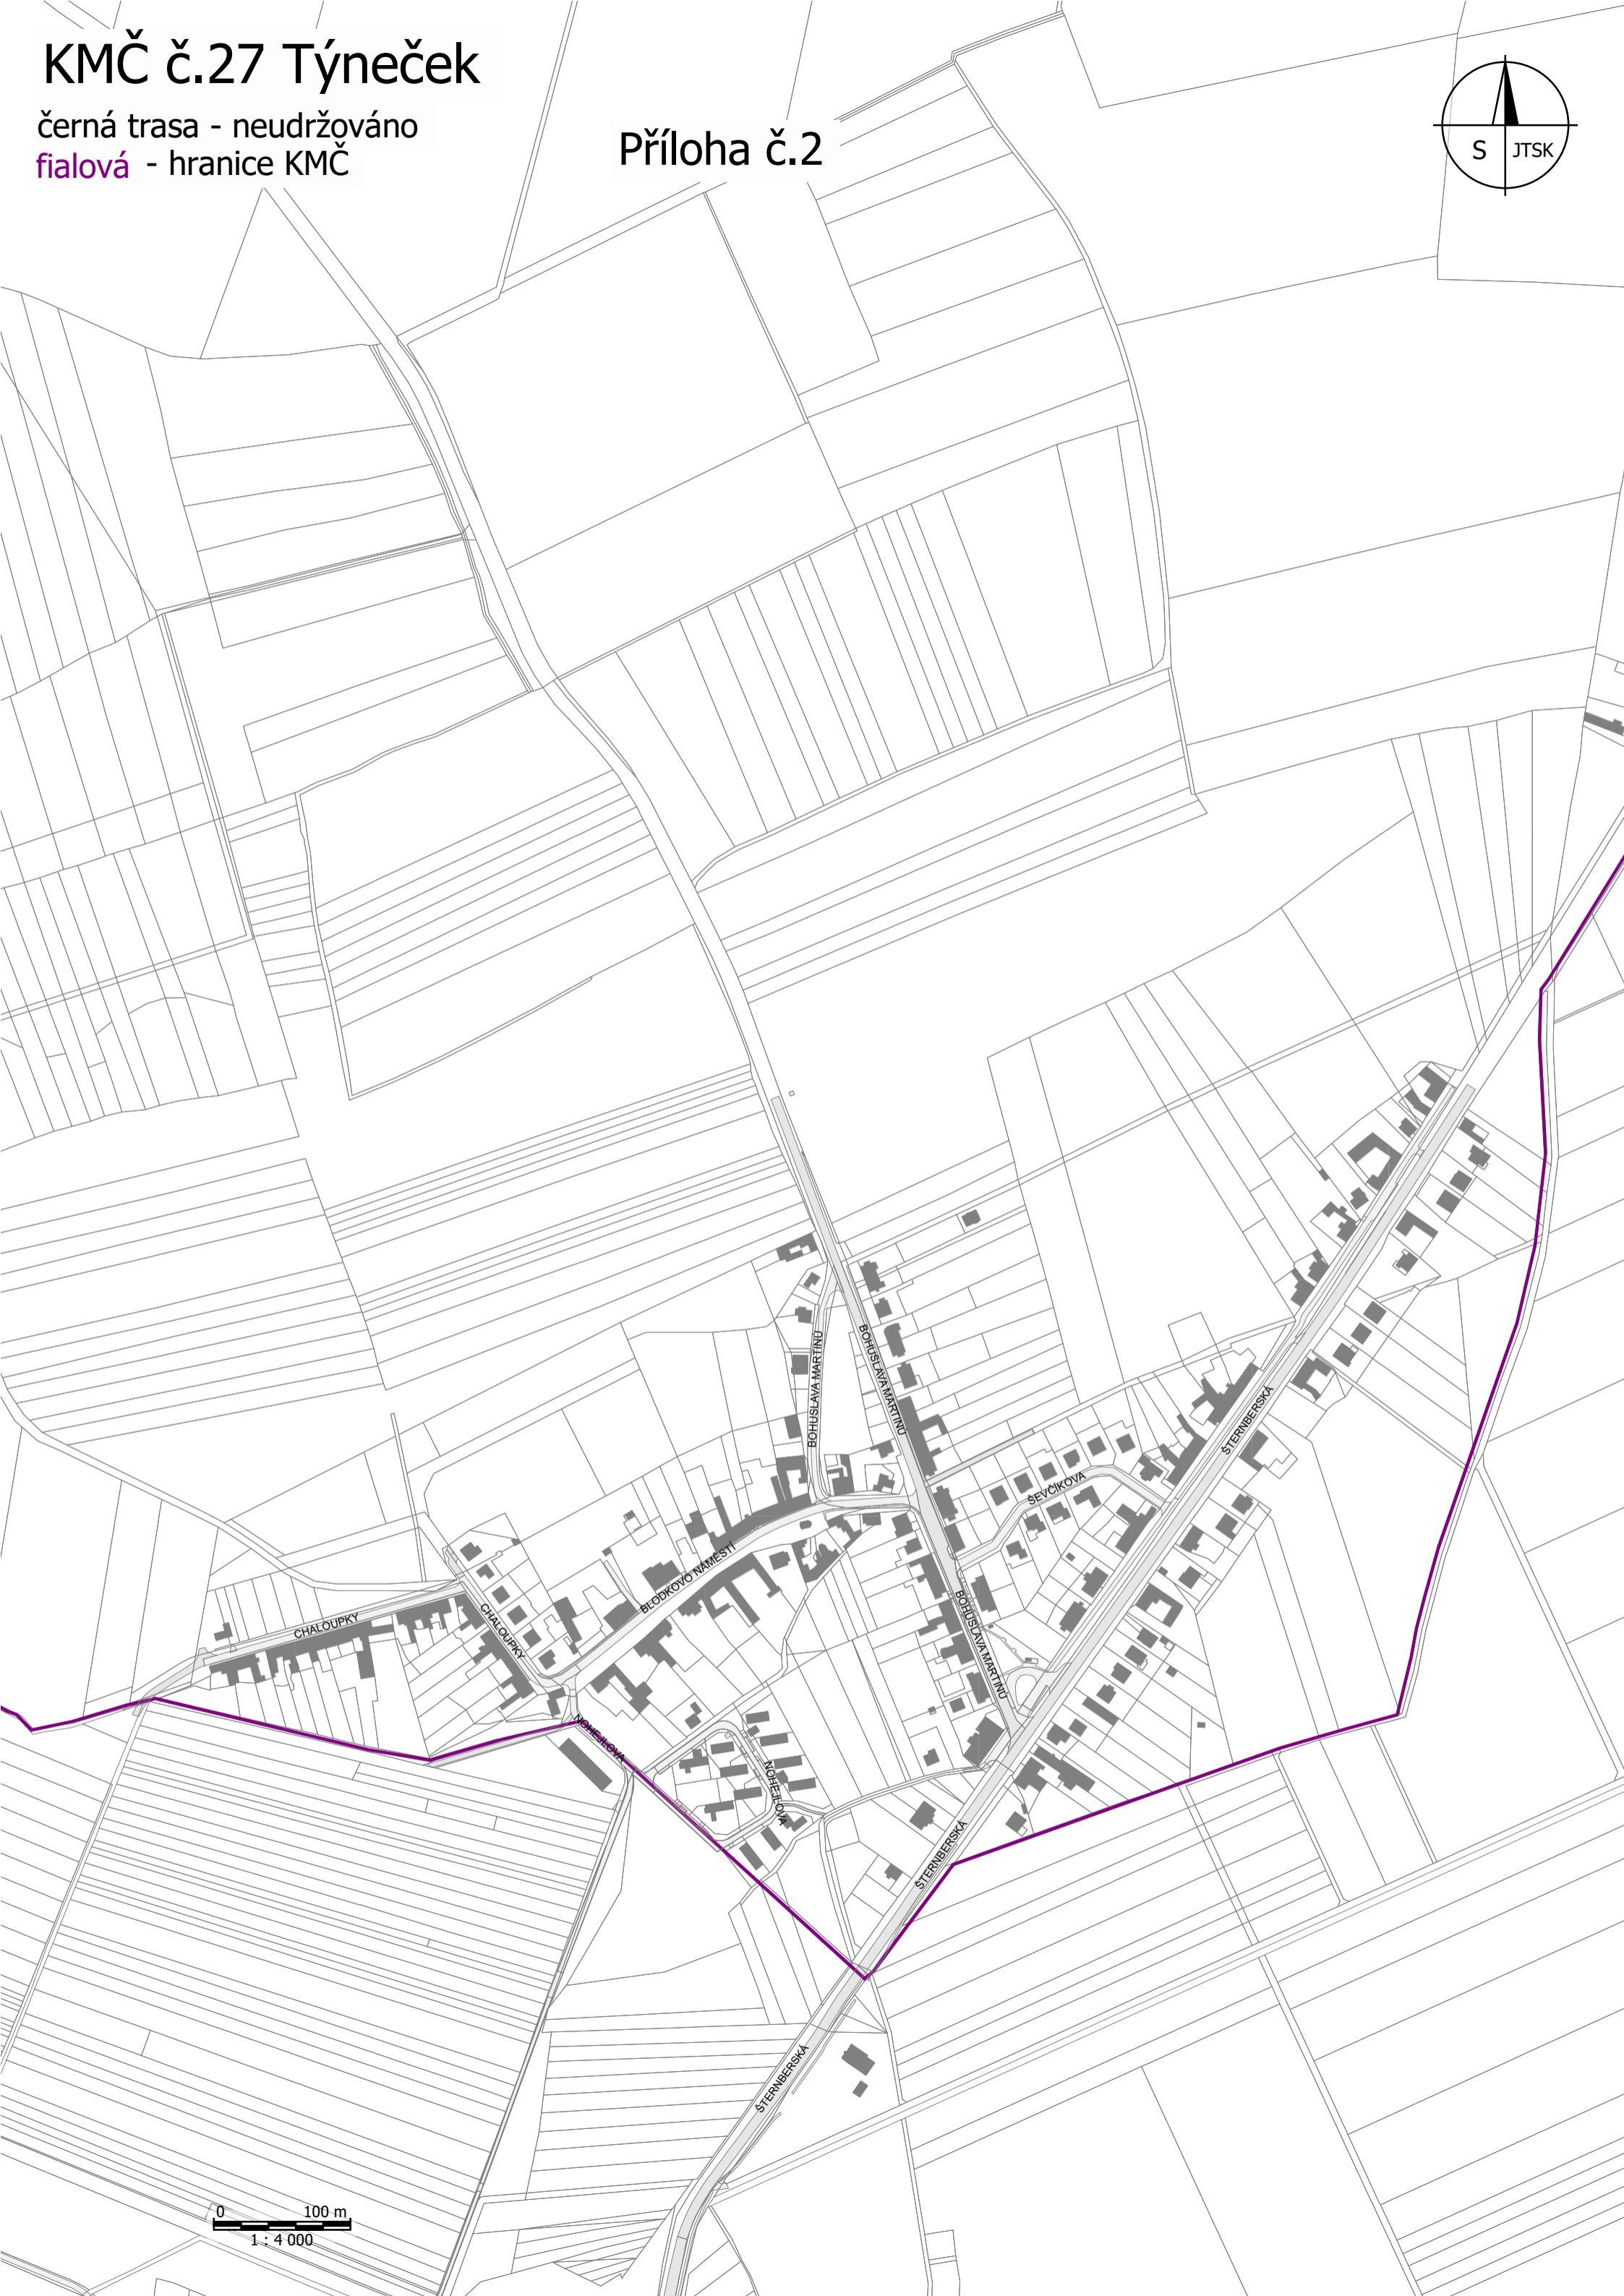 KMČ č.27 Týneček
černá trasa - neudržováno
fialová - hranice KMČ
Příloha č.2
S JTSK
BOHUSLAVA MARTINŮ
BOHUSLAVA MARTINŮ
ŠTERNBERSKÁ
ŠEVČÍKOVA
BLODKOVO NÁMĚSTÍ
CHALOUPKY
CHALOUPKY
BOHUSLAVA MARTINŮ
NOHEJLOVA
NOHEJLOVA
ŠTERNBERSKÁ
ŠTERNBERSKÁ
0 100 m
1 : 4 000